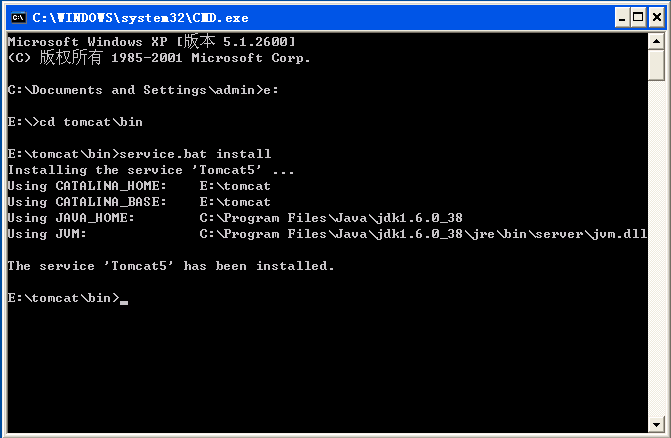 C:\WINDOWS\system32\CMD.exe
Microsoft Windows XP [版本 5.1.2600]
(C) 版权所有 1985-2001 Microsoft Corp.
C:\Documents and Settings\admin>e:
E:\>cd tomcat\bin
E:\tomcat\bin>service.bat install
Installing the service 'Tomcat5' ...
Using CATALINA_HOME:    E:\tomcat
Using CATALINA_BASE:    E:\tomcat
Using JAVA_HOME:        C:\Program Files\Java\jdk1.6.0_38
Using JVM:              C:\Program Files\Java\jdk1.6.0_38\jre\bin\server\jvm.dll
The service 'Tomcat5' has been installed.
E:\tomcat\bin>_